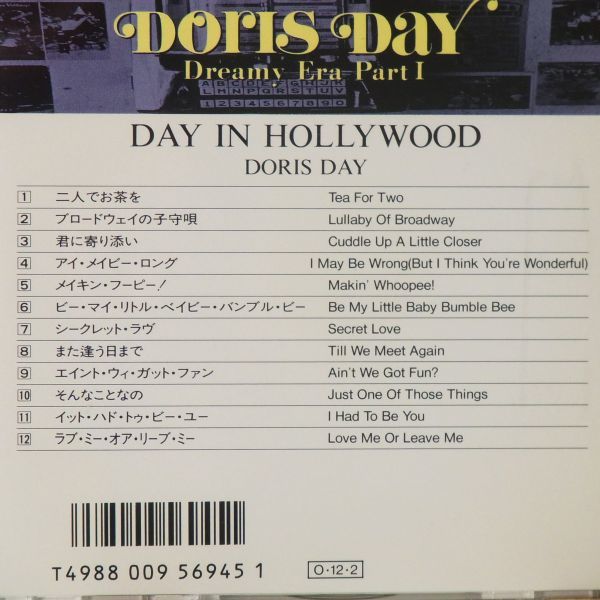 DORIS DAY
Dreamy Era Part I
ABCDEFGHIJK
LMNOPQRSTUV
1234567890
DAY IN HOLLYWOOD
DORIS DAY
1 二人でお茶を Tea For Two
2 ブロードウェイの子守唄 Lullaby Of Broadway
3 君に寄り添い Cuddle Up A Little Closer
4 アイ・メイビー・ロング I May Be Wrong(But I Think You're Wonderful)
5 メイキン・フーピー! Makin' Whoopee!
6 ビー・マイ・リトル・ベイビー・バンブル・ビー Be My Little Baby Bumble Bee
7 シークレット・ラヴ Secret Love
8 また逢う日まで Till We Meet Again
9 エイント・ウィ・ガット・ファン Ain't We Got Fun?
10 そんなことなの Just One Of Those Things
11 イット・ハド・トゥ・ビー・ユー I Had To Be You
12 ラブ・ミー・オア・リーブ・ミー Love Me Or Leave Me
T4988 009 56945 1
O・12・2